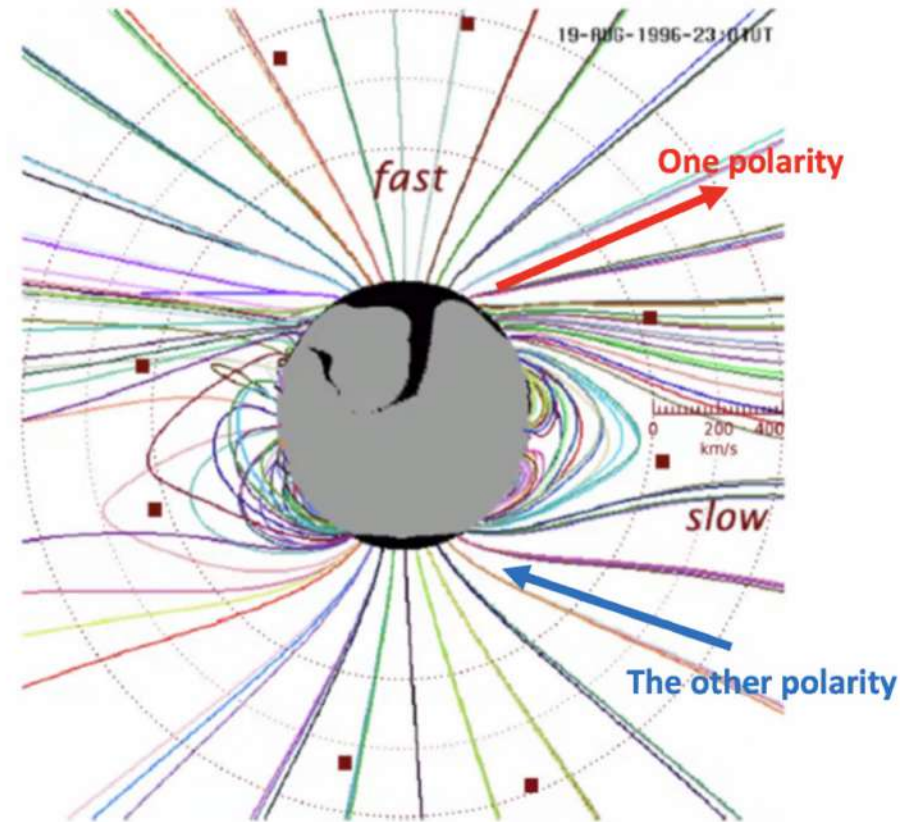 19-AUG-1996-23:01UT
One polarity
fast
0 200 400
km/s
slow
The other polarity